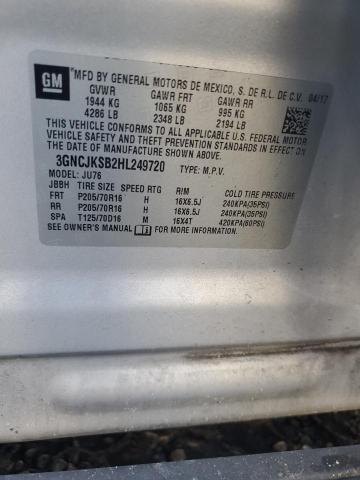 GM
MFD BY GENERAL MOTORS DE MEXICO, S. DE R.L. DE C.V. 04/17
GVWR GAWR FRT GAWR RR
1944 KG 1065 KG 995 KG
4286 LB 2348 LB 2194 LB
THIS VEHICLE CONFORMS TO ALL APPLICABLE U.S. FEDERAL MOTOR
VEHICLE SAFETY AND THEFT PREVENTION STANDARDS IN EFFECT ON
THE DATE OF MANUFACTURE SHOWN ABOVE.
3GNCJKSB2HL249720 TYPE: M.P.V.
MODEL: JU76
JBBH TIRE SIZE SPEED RTG RIM COLD TIRE PRESSURE
FRT P205/70R16 H 16X6.5J 240KPA(35PSI)
RR P205/70R16 H 16X6.5J 240KPA(35PSI)
SPA T125/70D16 M 16X4T 420KPA(60PSI)
SEE OWNER'S MANUAL FOR MORE INFORMATION.